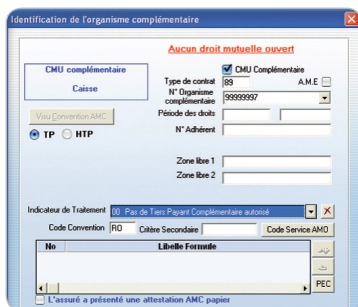 Identification de l'organisme complémentaire
Aucun droit mutuelle ouvert
CMU complémentaire
Caisse
CMU Complémentaire
Type de contrat 89 A.M.E
N° Organisme complémentaire 99999997
Visu Convention AMC
Période des droits
TP HTP
N° Adhérent
Zone libre 1
Zone libre 2
Indicateur de Traitement 00 Pas de Tiers Payant Complémentaire autorisé
Code Convention RO Critère Secondaire Code Service AMO
No Libelle Formule
PEC
L'assuré a présenté une attestation AMC papier